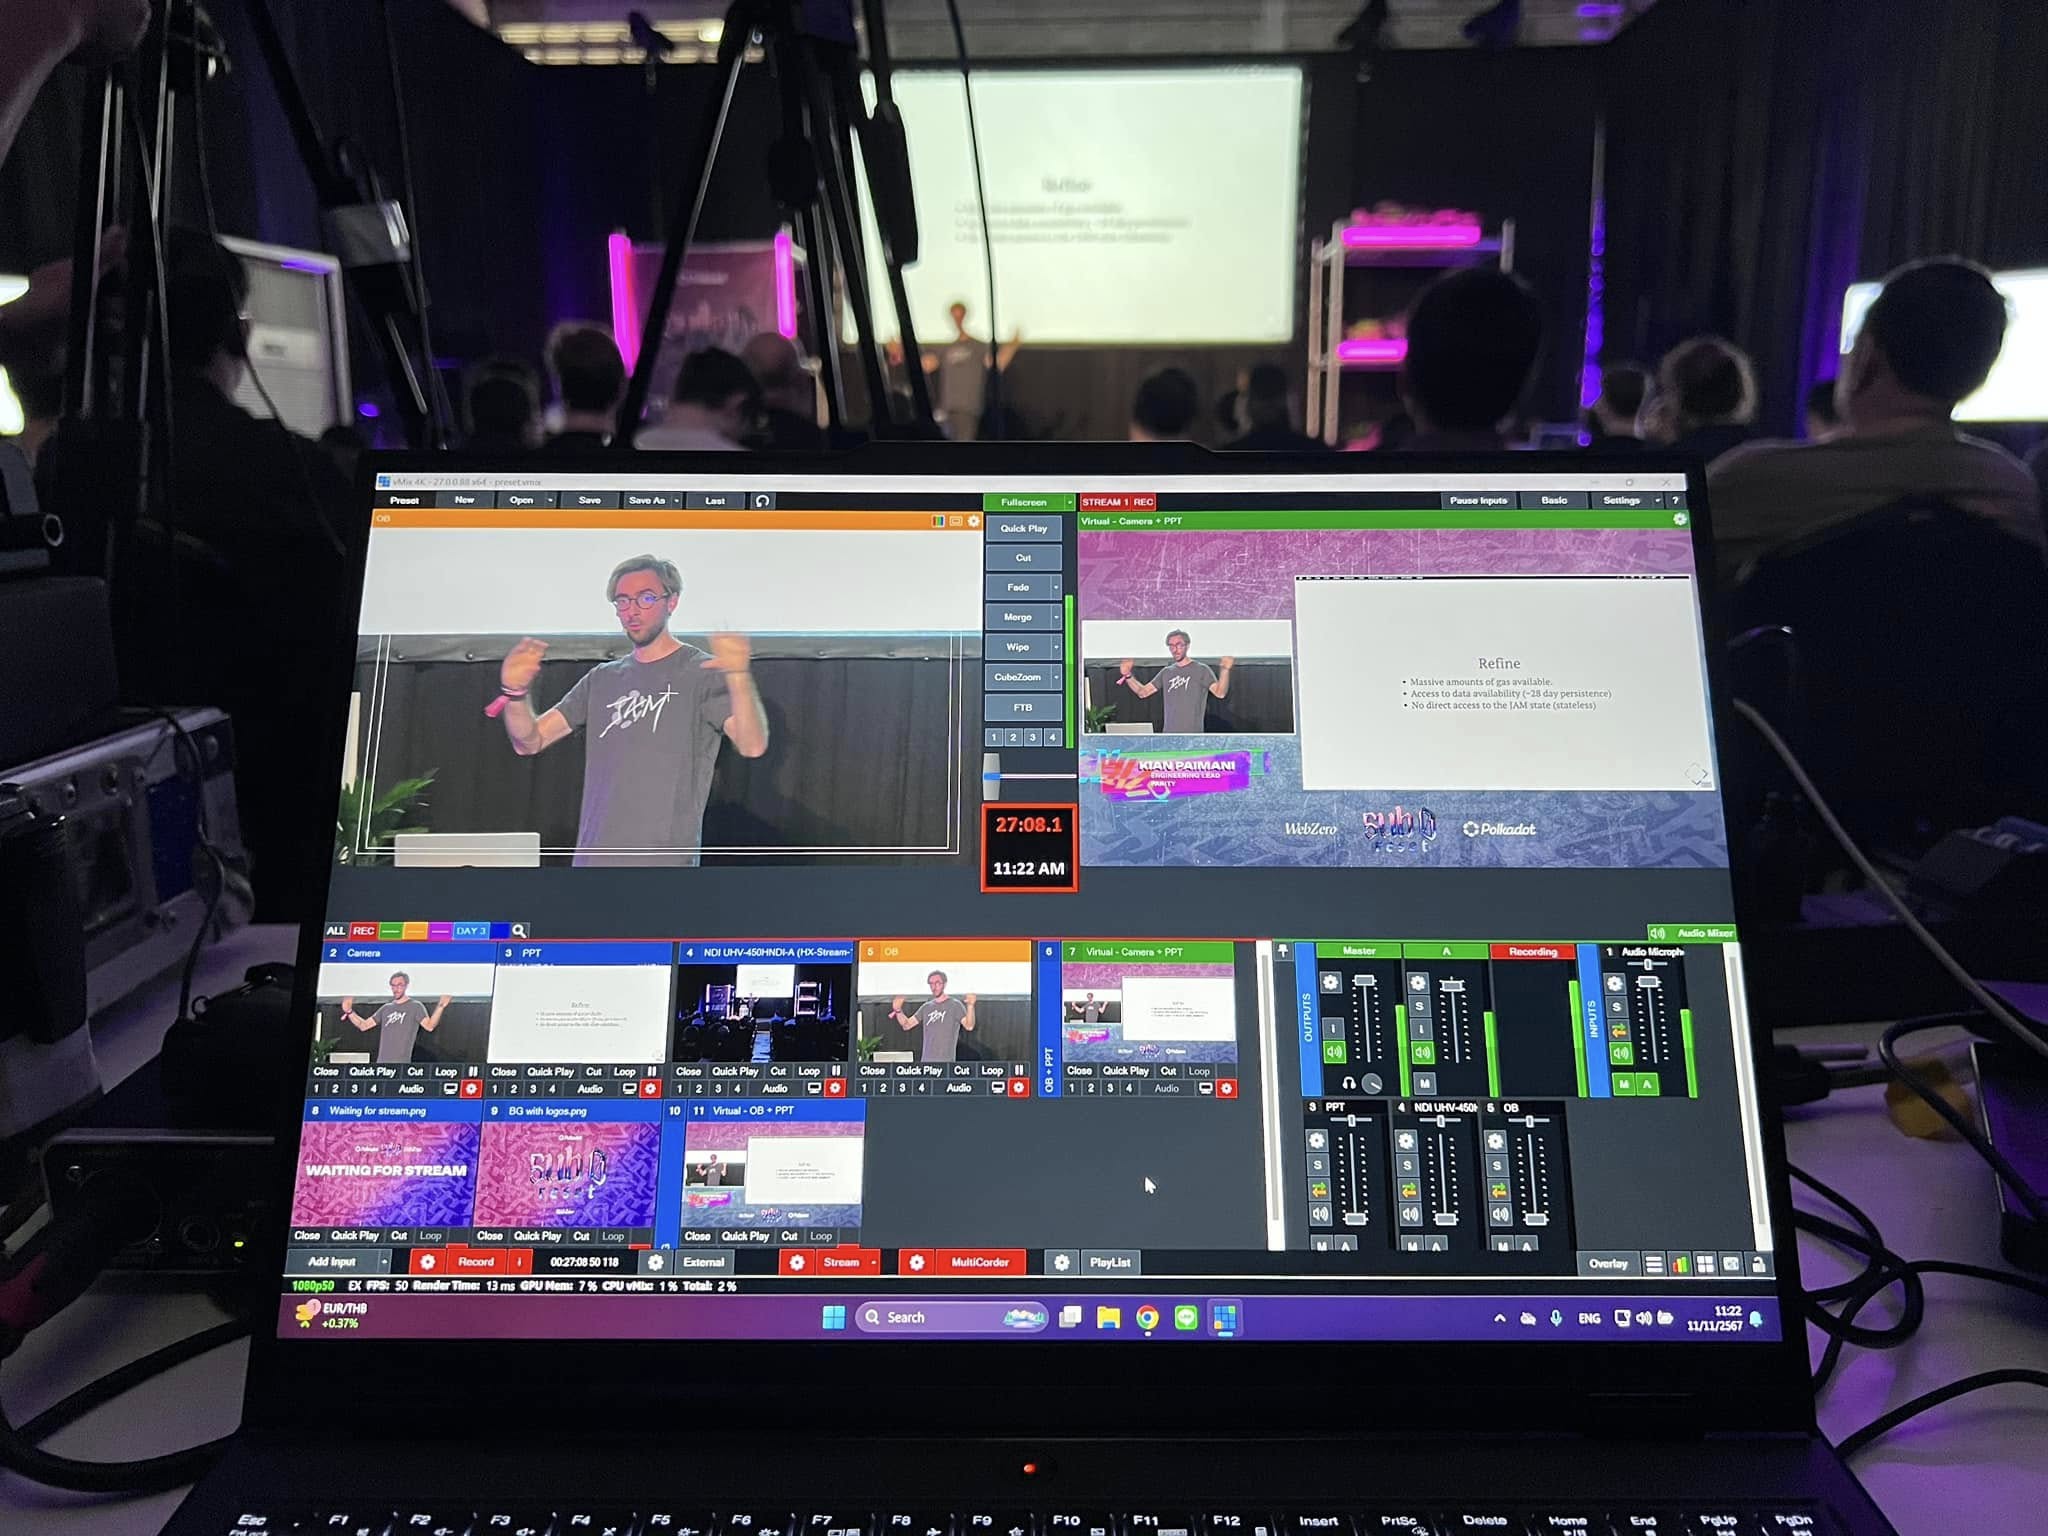 Refine
vMix 4K - 27.0.0.88 x64 - preset.vmix
Preset New Open Save Save As Last
Fullscreen
STREAM 1 REC
Pause Inputs Basic Settings ?
OB
Quick Play
Cut
Fade
Merge
Wipe
CubeZoom
FTB
1 2 3 4
27:08.1
11:22 AM
JAM
Virtual - Camera + PPT
Refine
• Massive amounts of gas available.
• Access to data availability (~28 day persistence)
• No direct access to the JAM state (stateless)
KIAN PAIMANI
ENGINEERING LEAD
PARITY
WebZero sub0 reset Polkadot
ALL REC DAY 3
Audio Mixer
2 Camera
3 PPT
4 NDI UHV-450HNDI-A (HX-Stream-
5 OB
6
OB + PPT
7 Virtual - Camera + PPT
Close Quick Play Cut Loop
1 2 3 4 Audio
Close Quick Play Cut Loop
1 2 3 4 Audio
Close Quick Play Cut Loop
1 2 3 4 Audio
Close Quick Play Cut Loop
1 2 3 4 Audio
Close Quick Play Cut Loop
1 2 3 4 Audio
8 Waiting for stream.png
WAITING FOR STREAM
Close Quick Play Cut Loop
9 BG with logos.png
sub0
reset
Close Quick Play Cut Loop
10
11 Virtual - OB + PPT
Close Quick Play Cut Loop
OUTPUTS
Master
A
Recording
S
M
INPUTS
1 Audio Microph
S
M A
3 PPT
4 NDI UHV-450H
5 OB
S
S
S
M A
M A
M A
Add Input Record i 00:27:08 50 118 External Stream MultiCorder PlayList Overlay
1080p50 EX FPS: 50 Render Time: 13 ms GPU Mem: 7 % CPU vMix: 1 % Total: 2 %
EUR/THB
+0.37%
Search
ENG
11:22
11/11/2567
Esc F1 F2 F3 F4 F5 F6 F7 F8 F9 F10 F11 F12 Insert PrtSc Delete Home End PgUp PgDn
FnLock